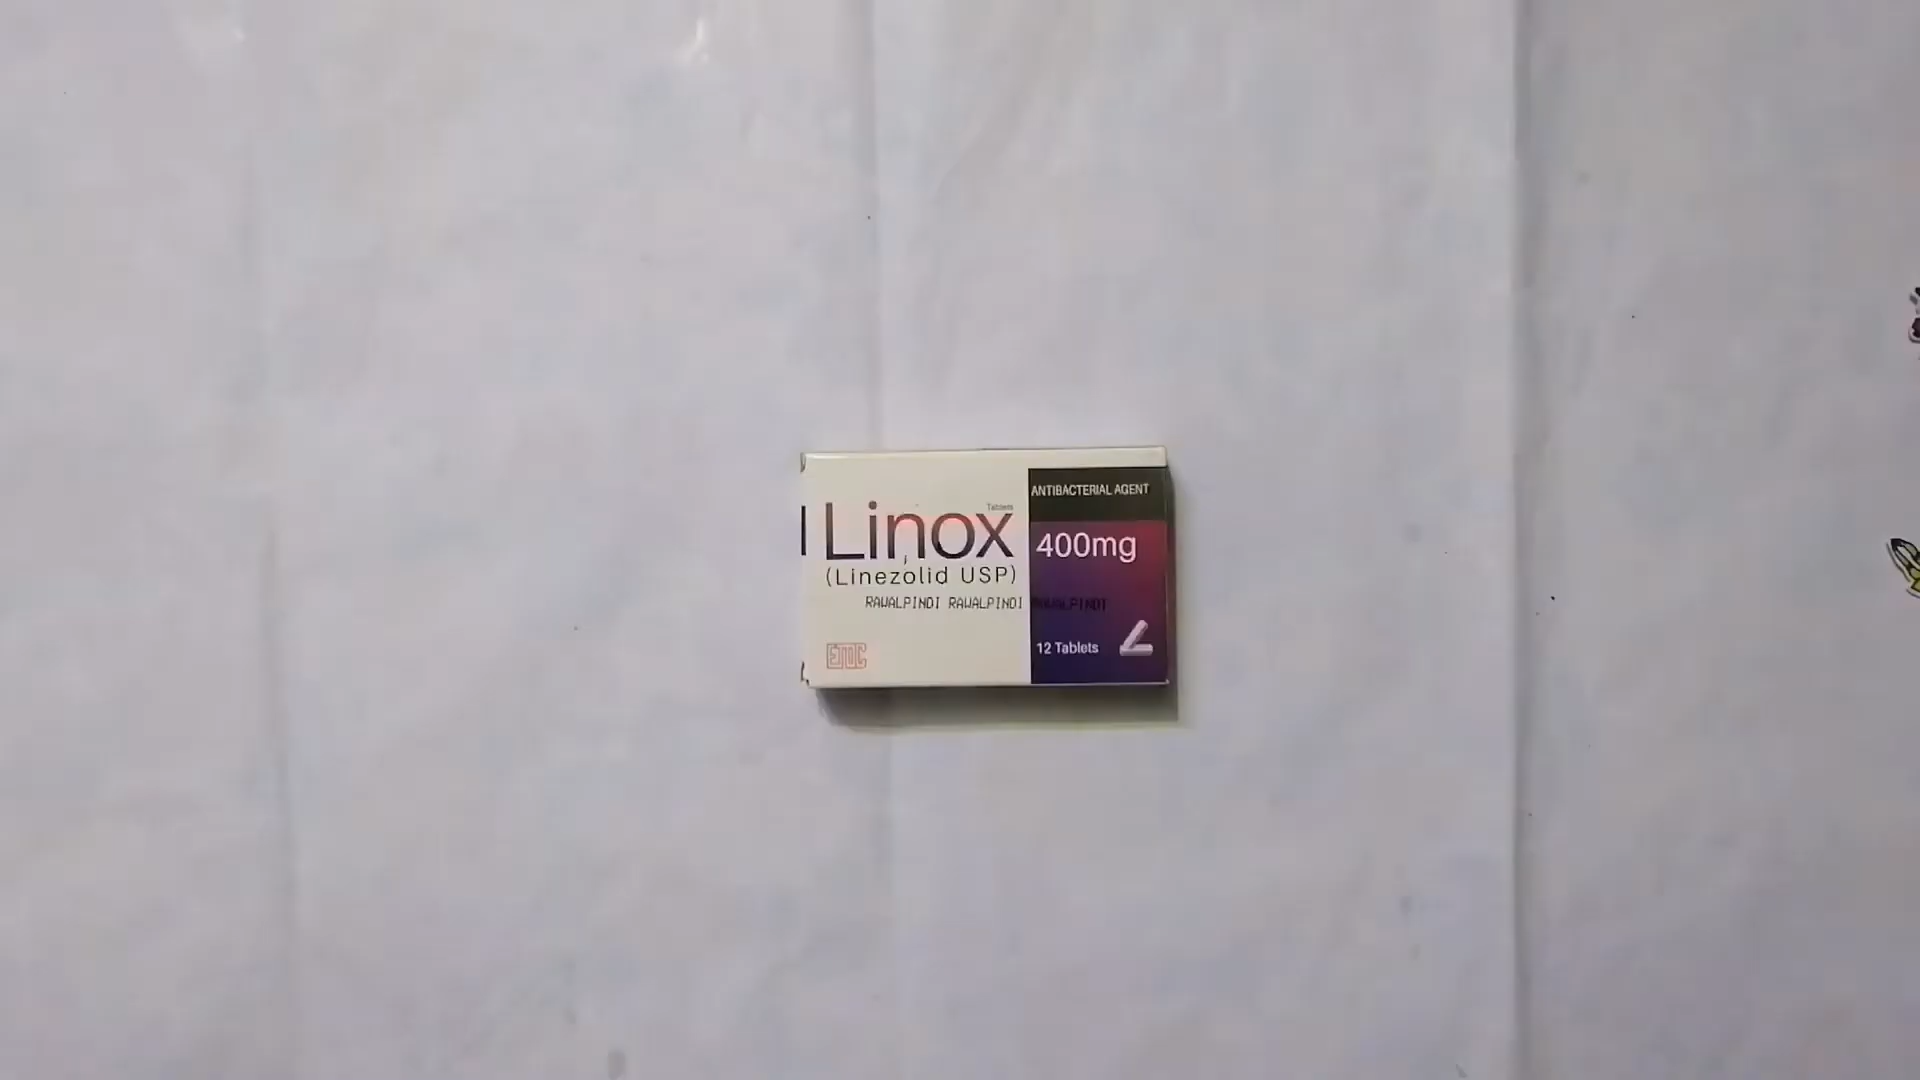 Tablets
Linox
(Linezolid USP)
RAWALPINDI RAWALPINDI RAWALPINDI
ANTIBACTERIAL AGENT
400mg
12 Tablets